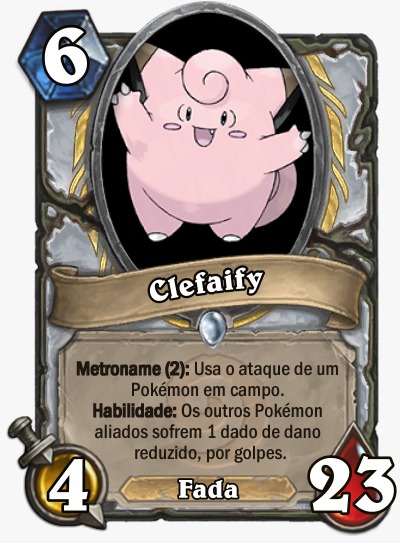 6
Clefaify
Metroname (2): Usa o ataque de um
Pokémon em campo.
Habilidade: Os outros Pokémon
aliados sofrem 1 dado de dano
reduzido, por golpes.
4
Fada
23